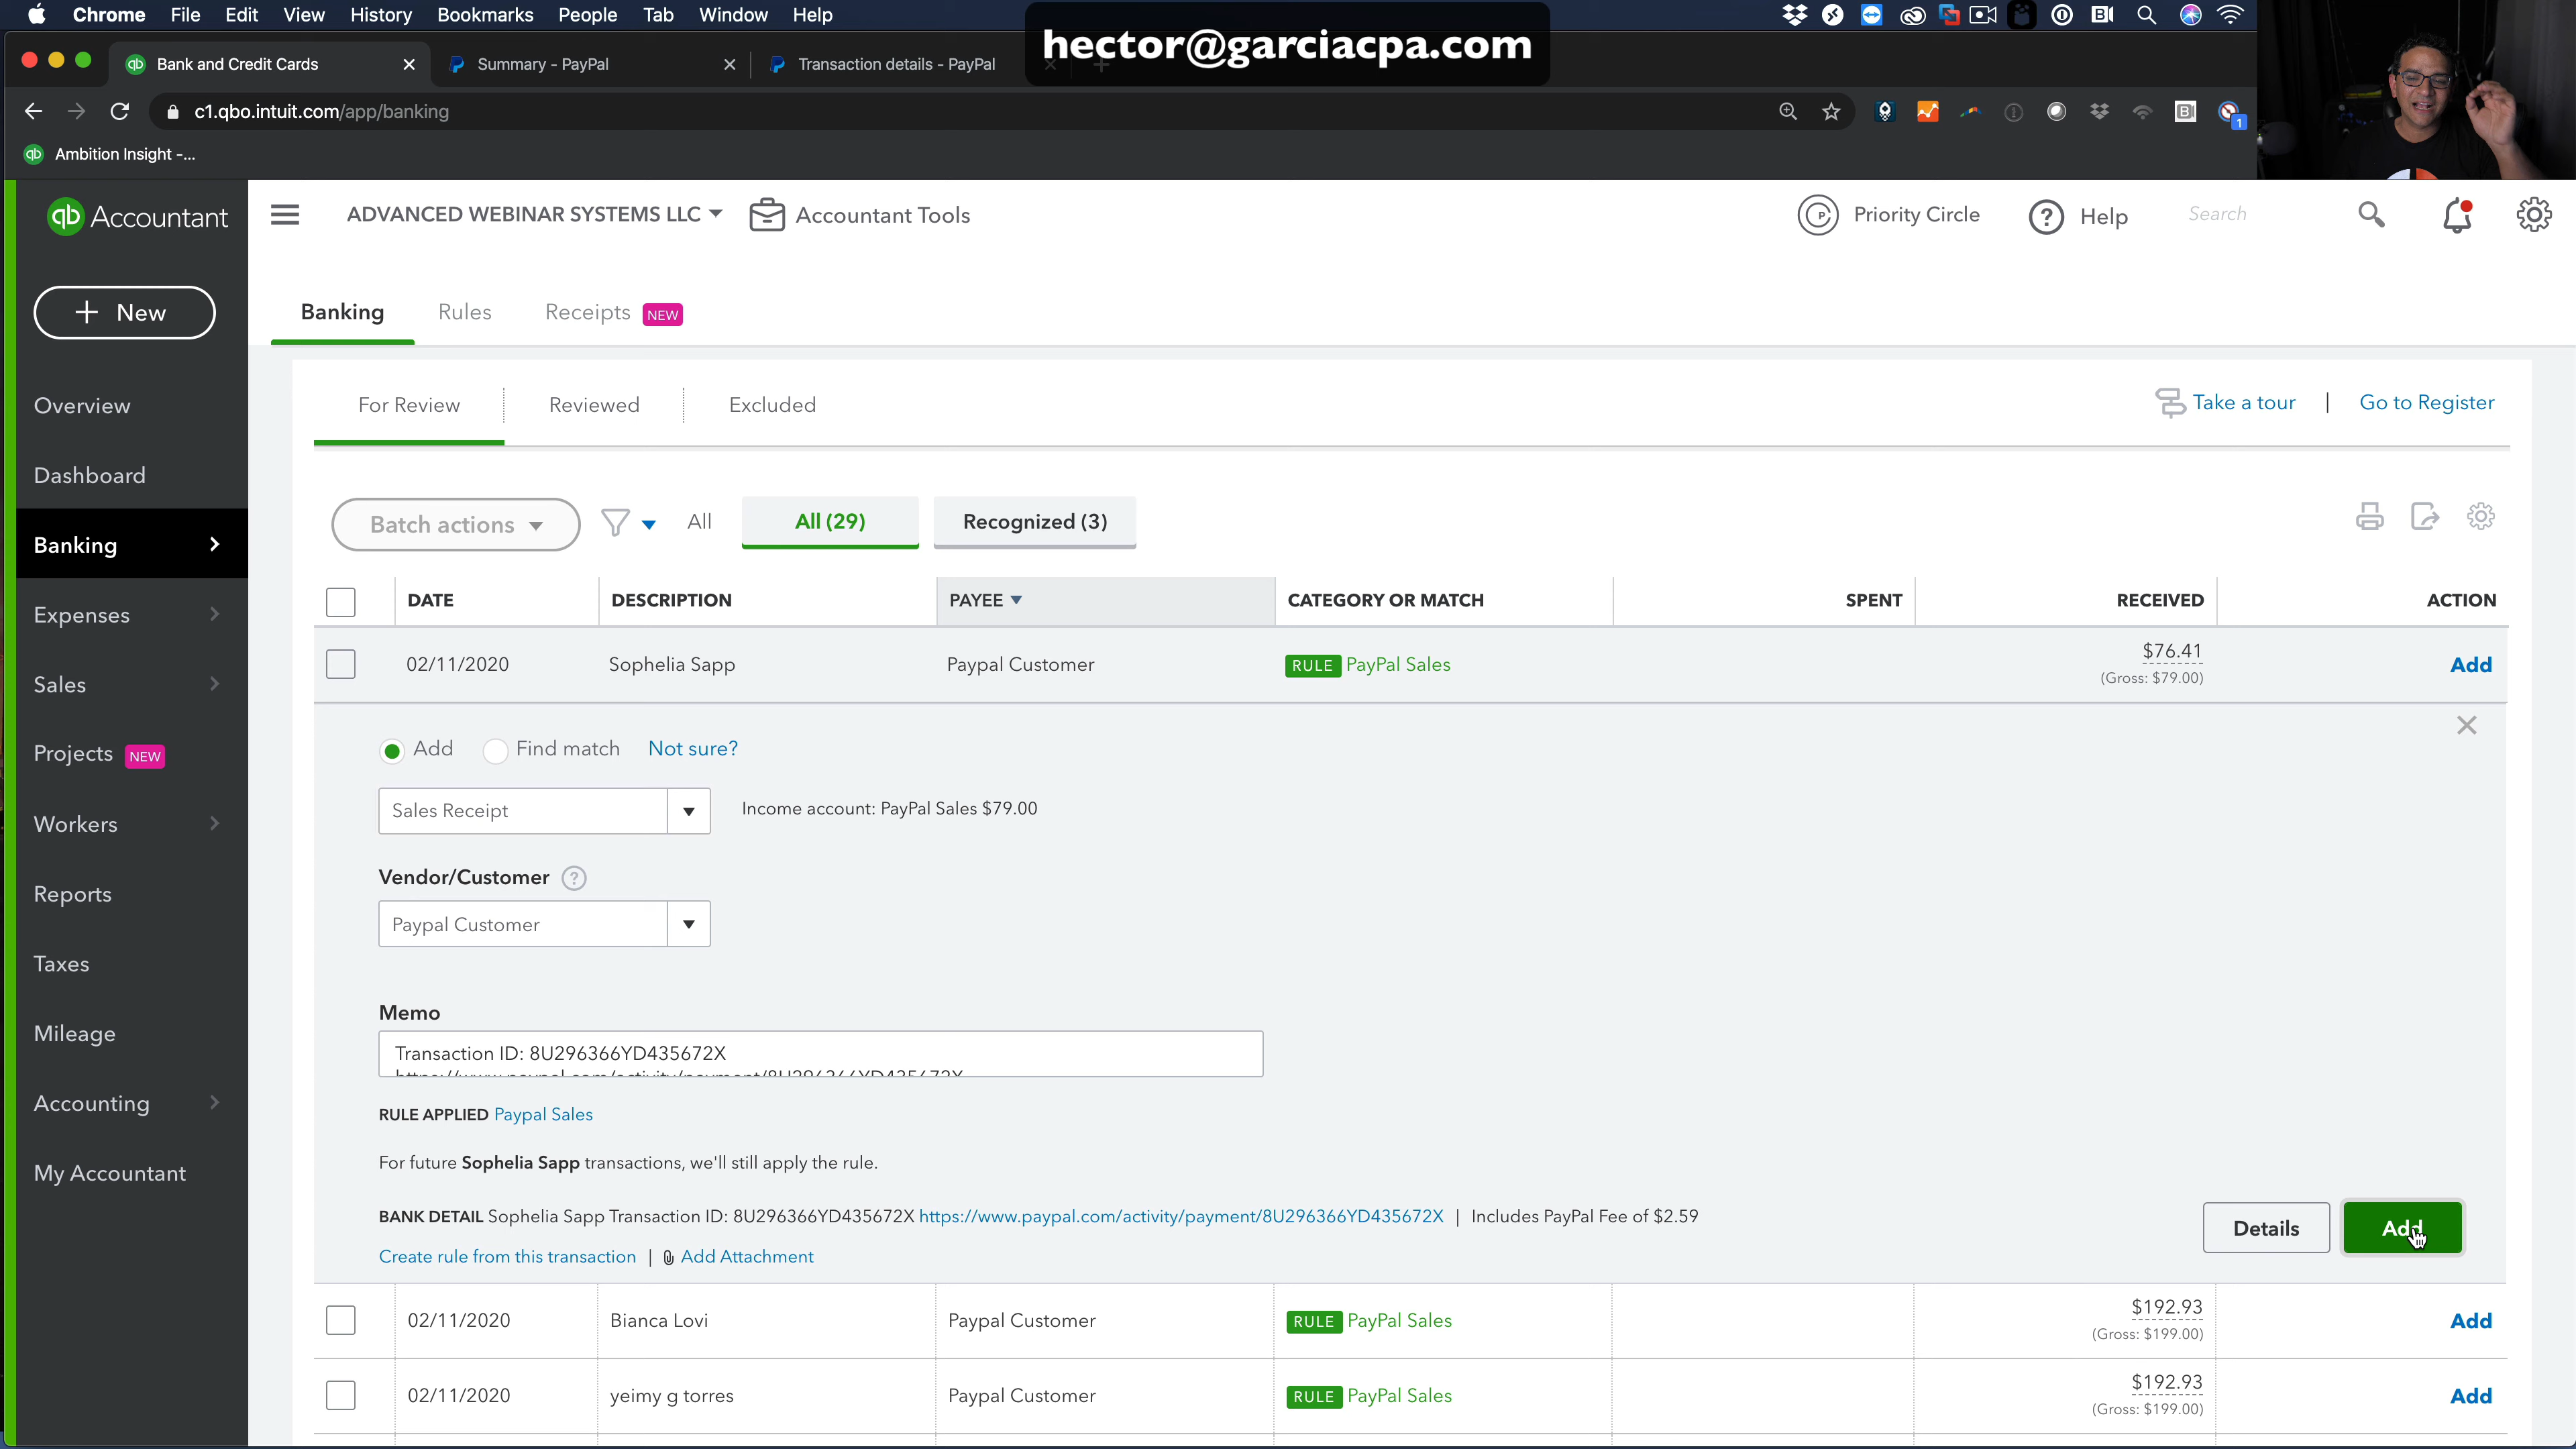 Chrome File Edit View History Bookmarks People Tab Window Help
hector@garciacpa.com
Bank and Credit Cards
Summary - PayPal
Transaction details - PayPal
c1.qbo.intuit.com/app/banking
1
qb Ambition Insight -...
qb Accountant
ADVANCED WEBINAR SYSTEMS LLC
Accountant Tools
Priority Circle
Help
Search
+ New
Banking Rules Receipts NEW
Overview
Dashboard
Banking
Expenses
Sales
Projects NEW
Workers
Reports
Taxes
Mileage
Accounting
My Accountant
For Review Reviewed Excluded
Take a tour | Go to Register
Batch actions All All (29) Recognized (3)
DATE DESCRIPTION PAYEE CATEGORY OR MATCH SPENT RECEIVED ACTION
02/11/2020 Sophelia Sapp Paypal Customer RULE PayPal Sales $76.41 Add
(Gross: $79.00)
Add Find match Not sure?
Sales Receipt Income account: PayPal Sales $79.00
Vendor/Customer ?
Paypal Customer
Memo
Transaction ID: 8U296366YD435672X
https://www.paypal.com/activity/payment/8U296366YD435672X
RULE APPLIED Paypal Sales
For future Sophelia Sapp transactions, we'll still apply the rule.
BANK DETAIL Sophelia Sapp Transaction ID: 8U296366YD435672X https://www.paypal.com/activity/payment/8U296366YD435672X | Includes PayPal Fee of $2.59
Details Add
Create rule from this transaction | Add Attachment
02/11/2020 Bianca Lovi Paypal Customer RULE PayPal Sales $192.93 Add
(Gross: $199.00)
02/11/2020 yeimy g torres Paypal Customer RULE PayPal Sales $192.93 Add
(Gross: $199.00)